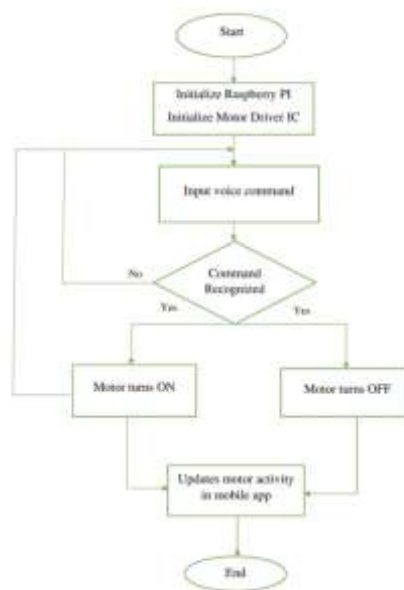 Start
Initialize Raspberry PI
Initialize Motor Driver IC
Input voice command
No
Command
Recognized
Yes
Yes
Motor turns ON
Motor turns OFF
Updates motor activity
in mobile app
End